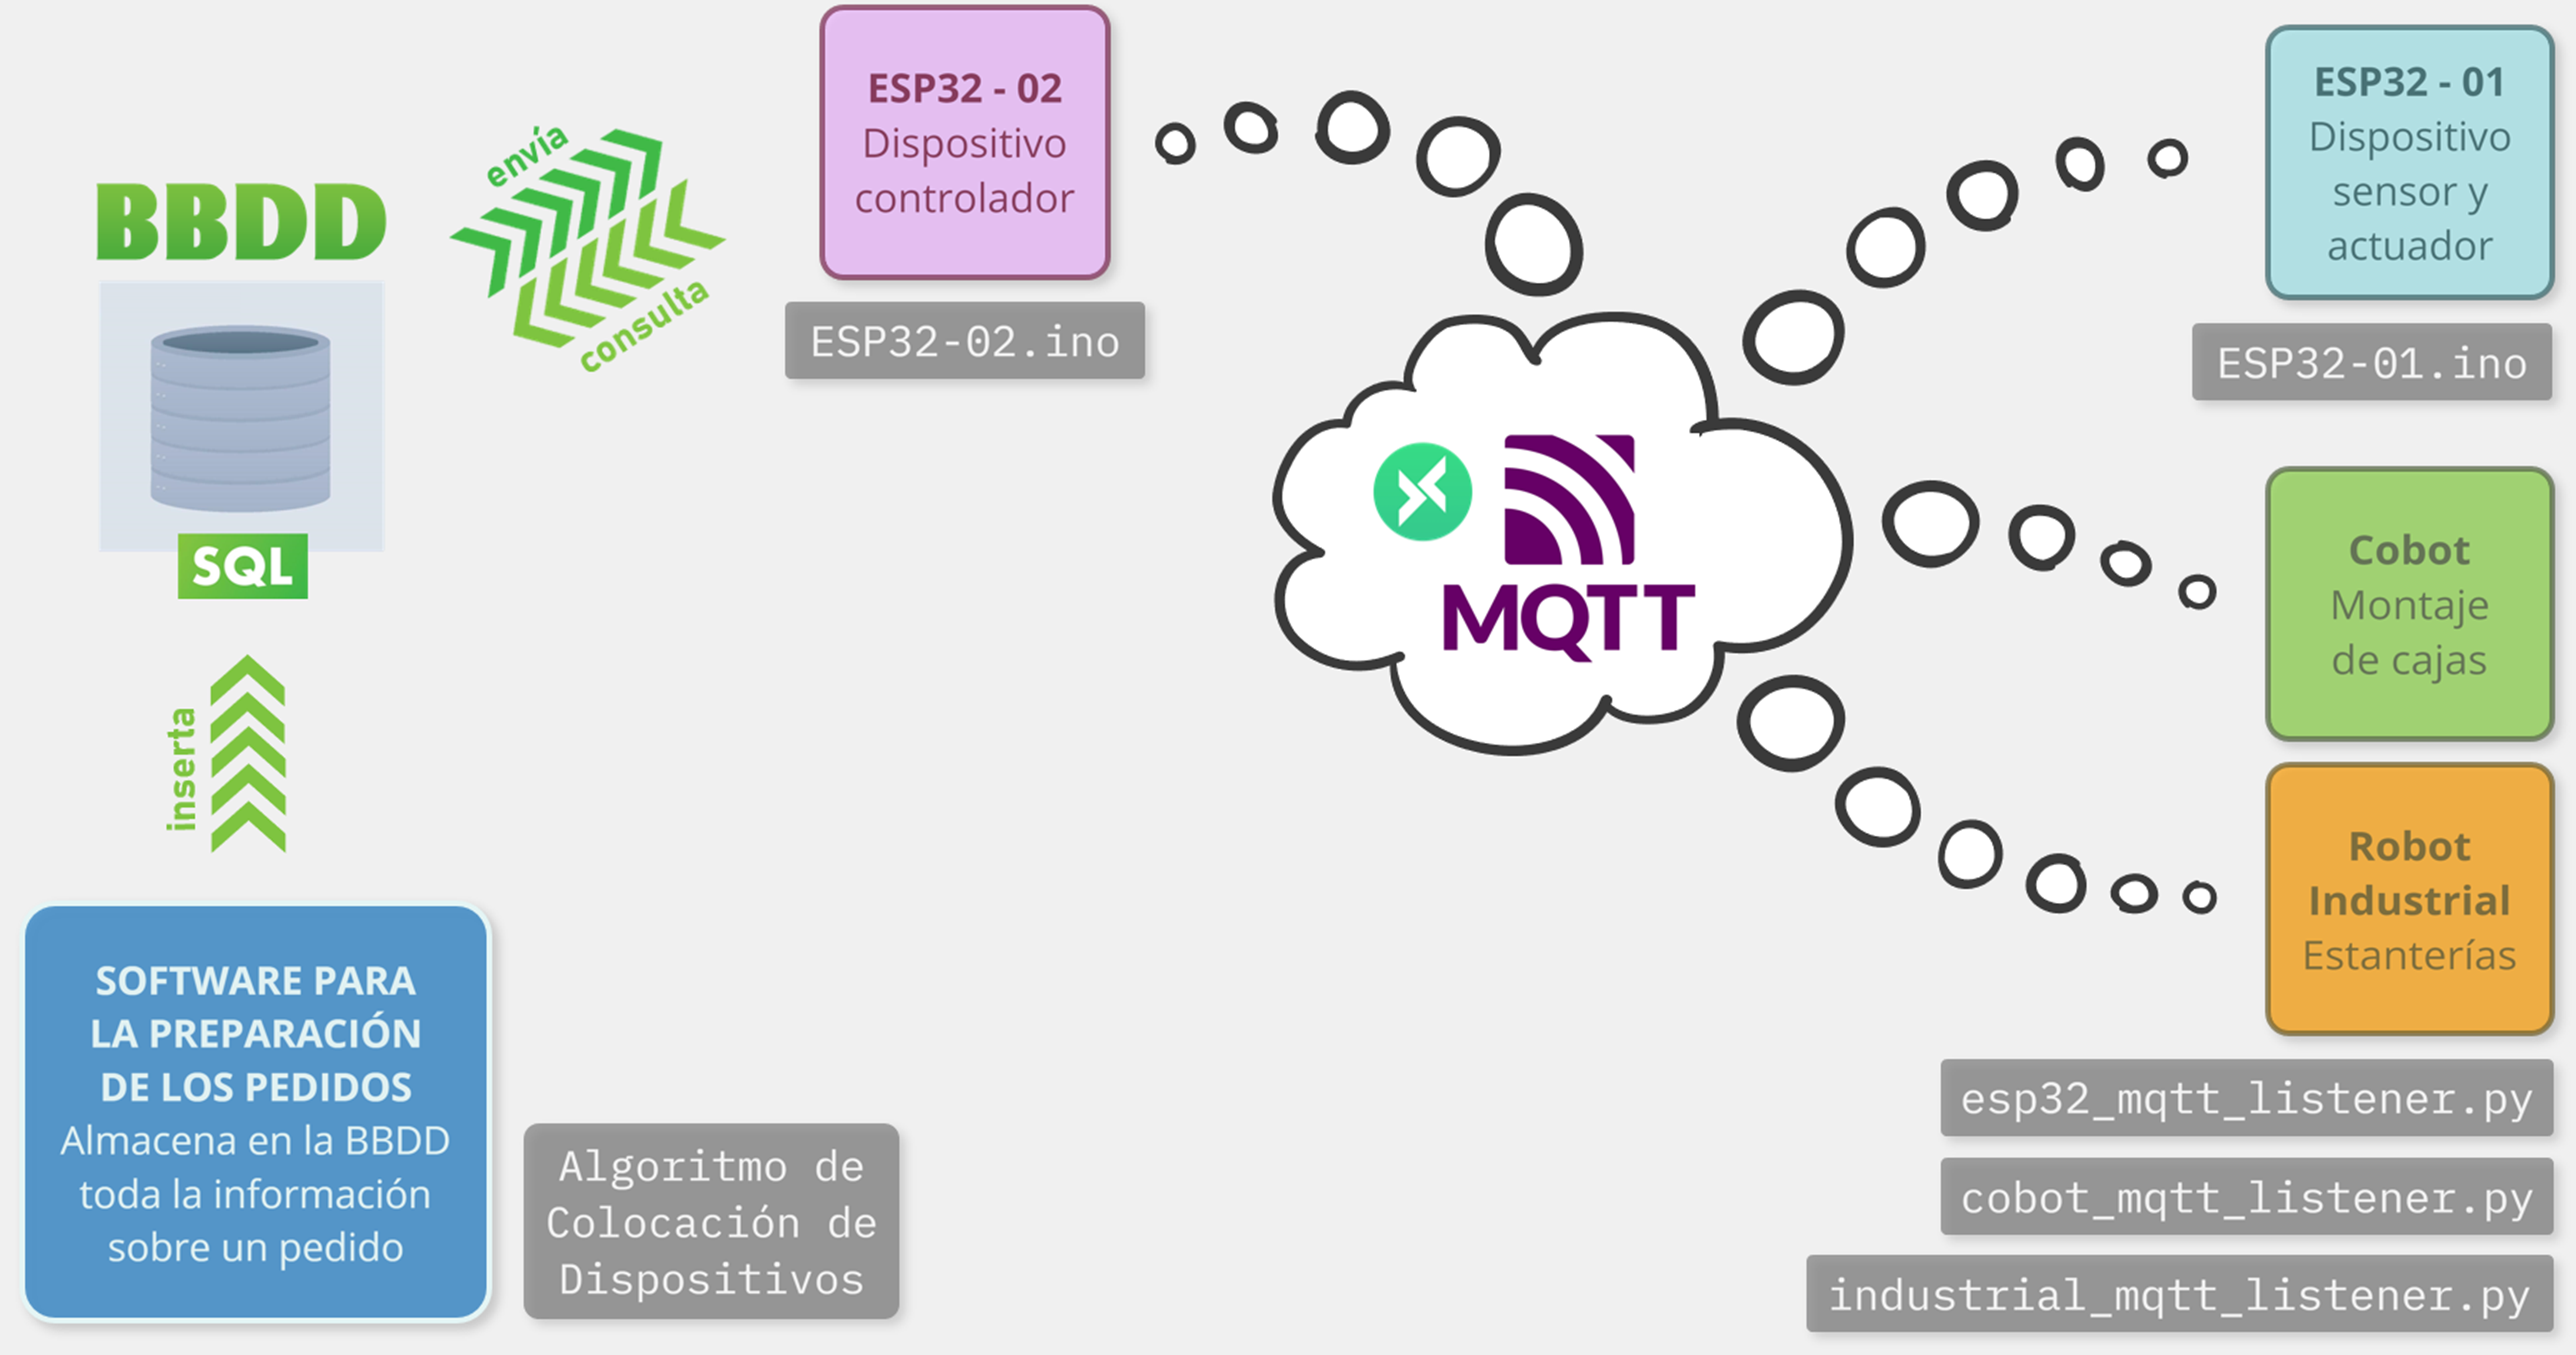 ESP32 - 02
Dispositivo
controlador
ESP32-02.ino
ESP32 - 01
Dispositivo
sensor y
actuador
ESP32-01.ino
BBDD
envía
consulta
SQL
inserta
MQTT
Cobot
Montaje
de cajas
Robot
Industrial
Estanterías
SOFTWARE PARA
LA PREPARACIÓN
DE LOS PEDIDOS
Almacena en la BBDD
toda la información
sobre un pedido
Algoritmo de
Colocación de
Dispositivos
esp32_mqtt_listener.py
cobot_mqtt_listener.py
industrial_mqtt_listener.py